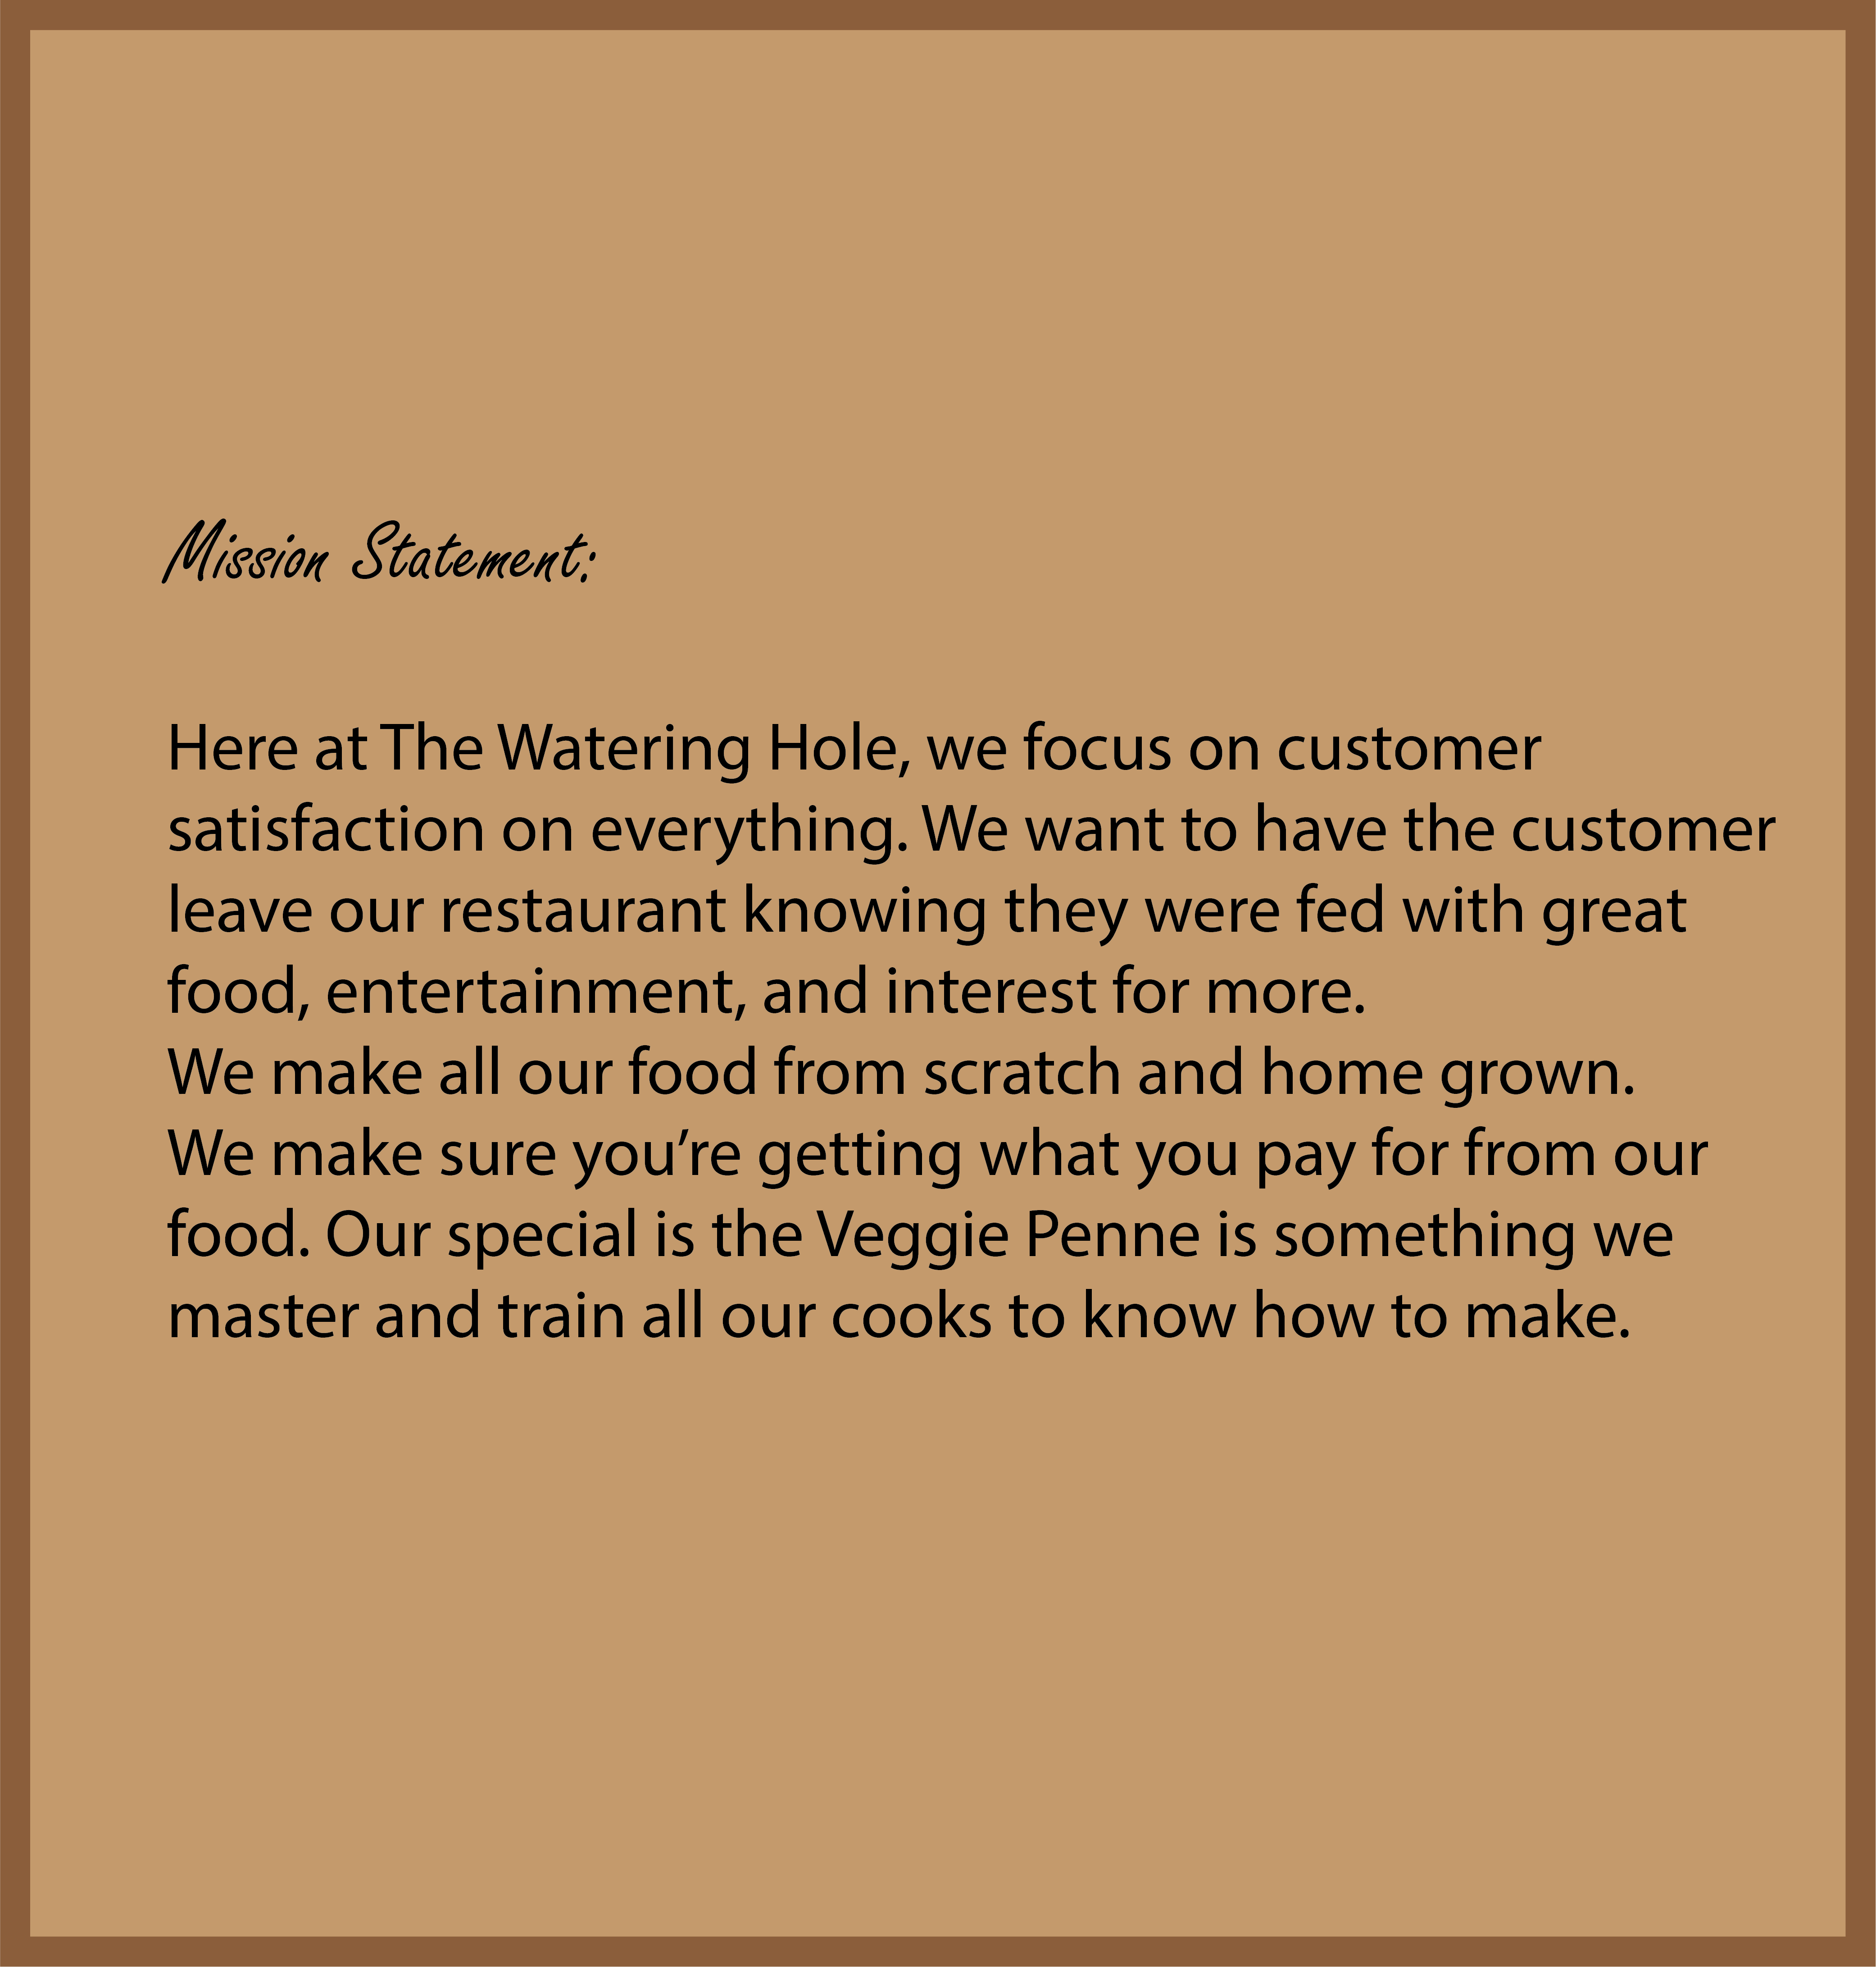 Mission Statement:
Here at The Watering Hole, we focus on customer
satisfaction on everything. We want to have the customer
leave our restaurant knowing they were fed with great
food, entertainment, and interest for more.
We make all our food from scratch and home grown.
We make sure you’re getting what you pay for from our
food. Our special is the Veggie Penne is something we
master and train all our cooks to know how to make.